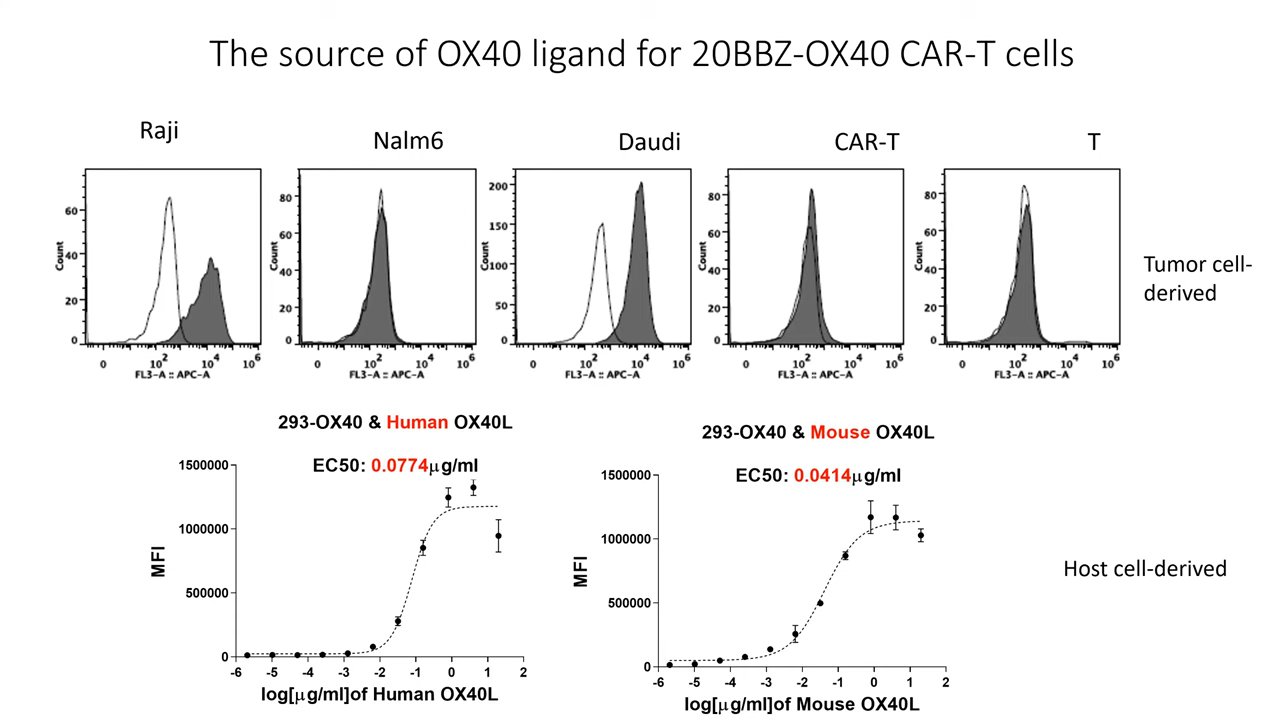 The source of OX40 ligand for 20BBZ-OX40 CAR-T cells
Raji
Nalm6
Daudi
CAR-T
T
Count
60
40
20
0
0
10^2
10^4
10^6
FL3-A :: APC-A
Count
80
60
40
20
0
0
10^2
10^4
10^6
FL3-A :: APC-A
Count
200
150
100
50
0
0
10^2
10^4
10^6
FL3-A :: APC-A
Count
80
60
40
20
0
0
10^2
10^4
10^6
FL3-A :: APC-A
Count
80
60
40
20
0
0
10^2
10^4
10^6
FL3-A :: APC-A
Tumor cell-
derived
293-OX40 & Human OX40L
EC50: 0.0774μg/ml
MFI
1500000
1000000
500000
0
-6 -5 -4 -3 -2 -1 0 1 2
log[μg/ml]of Human OX40L
293-OX40 & Mouse OX40L
EC50: 0.0414μg/ml
MFI
1500000
1000000
500000
0
-6 -5 -4 -3 -2 -1 0 1 2
log[μg/ml]of Mouse OX40L
Host cell-derived